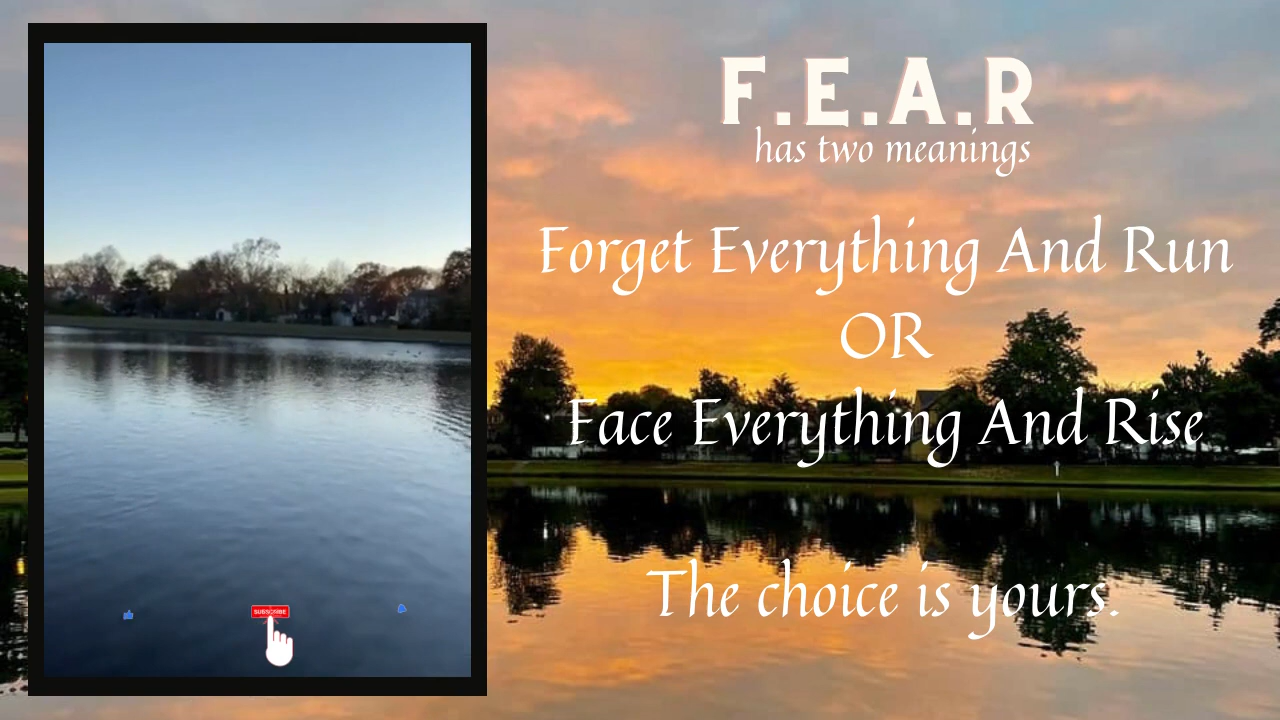 F.E.A.R
has two meanings
Forget Everything And Run
OR
Face Everything And Rise
The choice is yours.
SUBSCRIBE